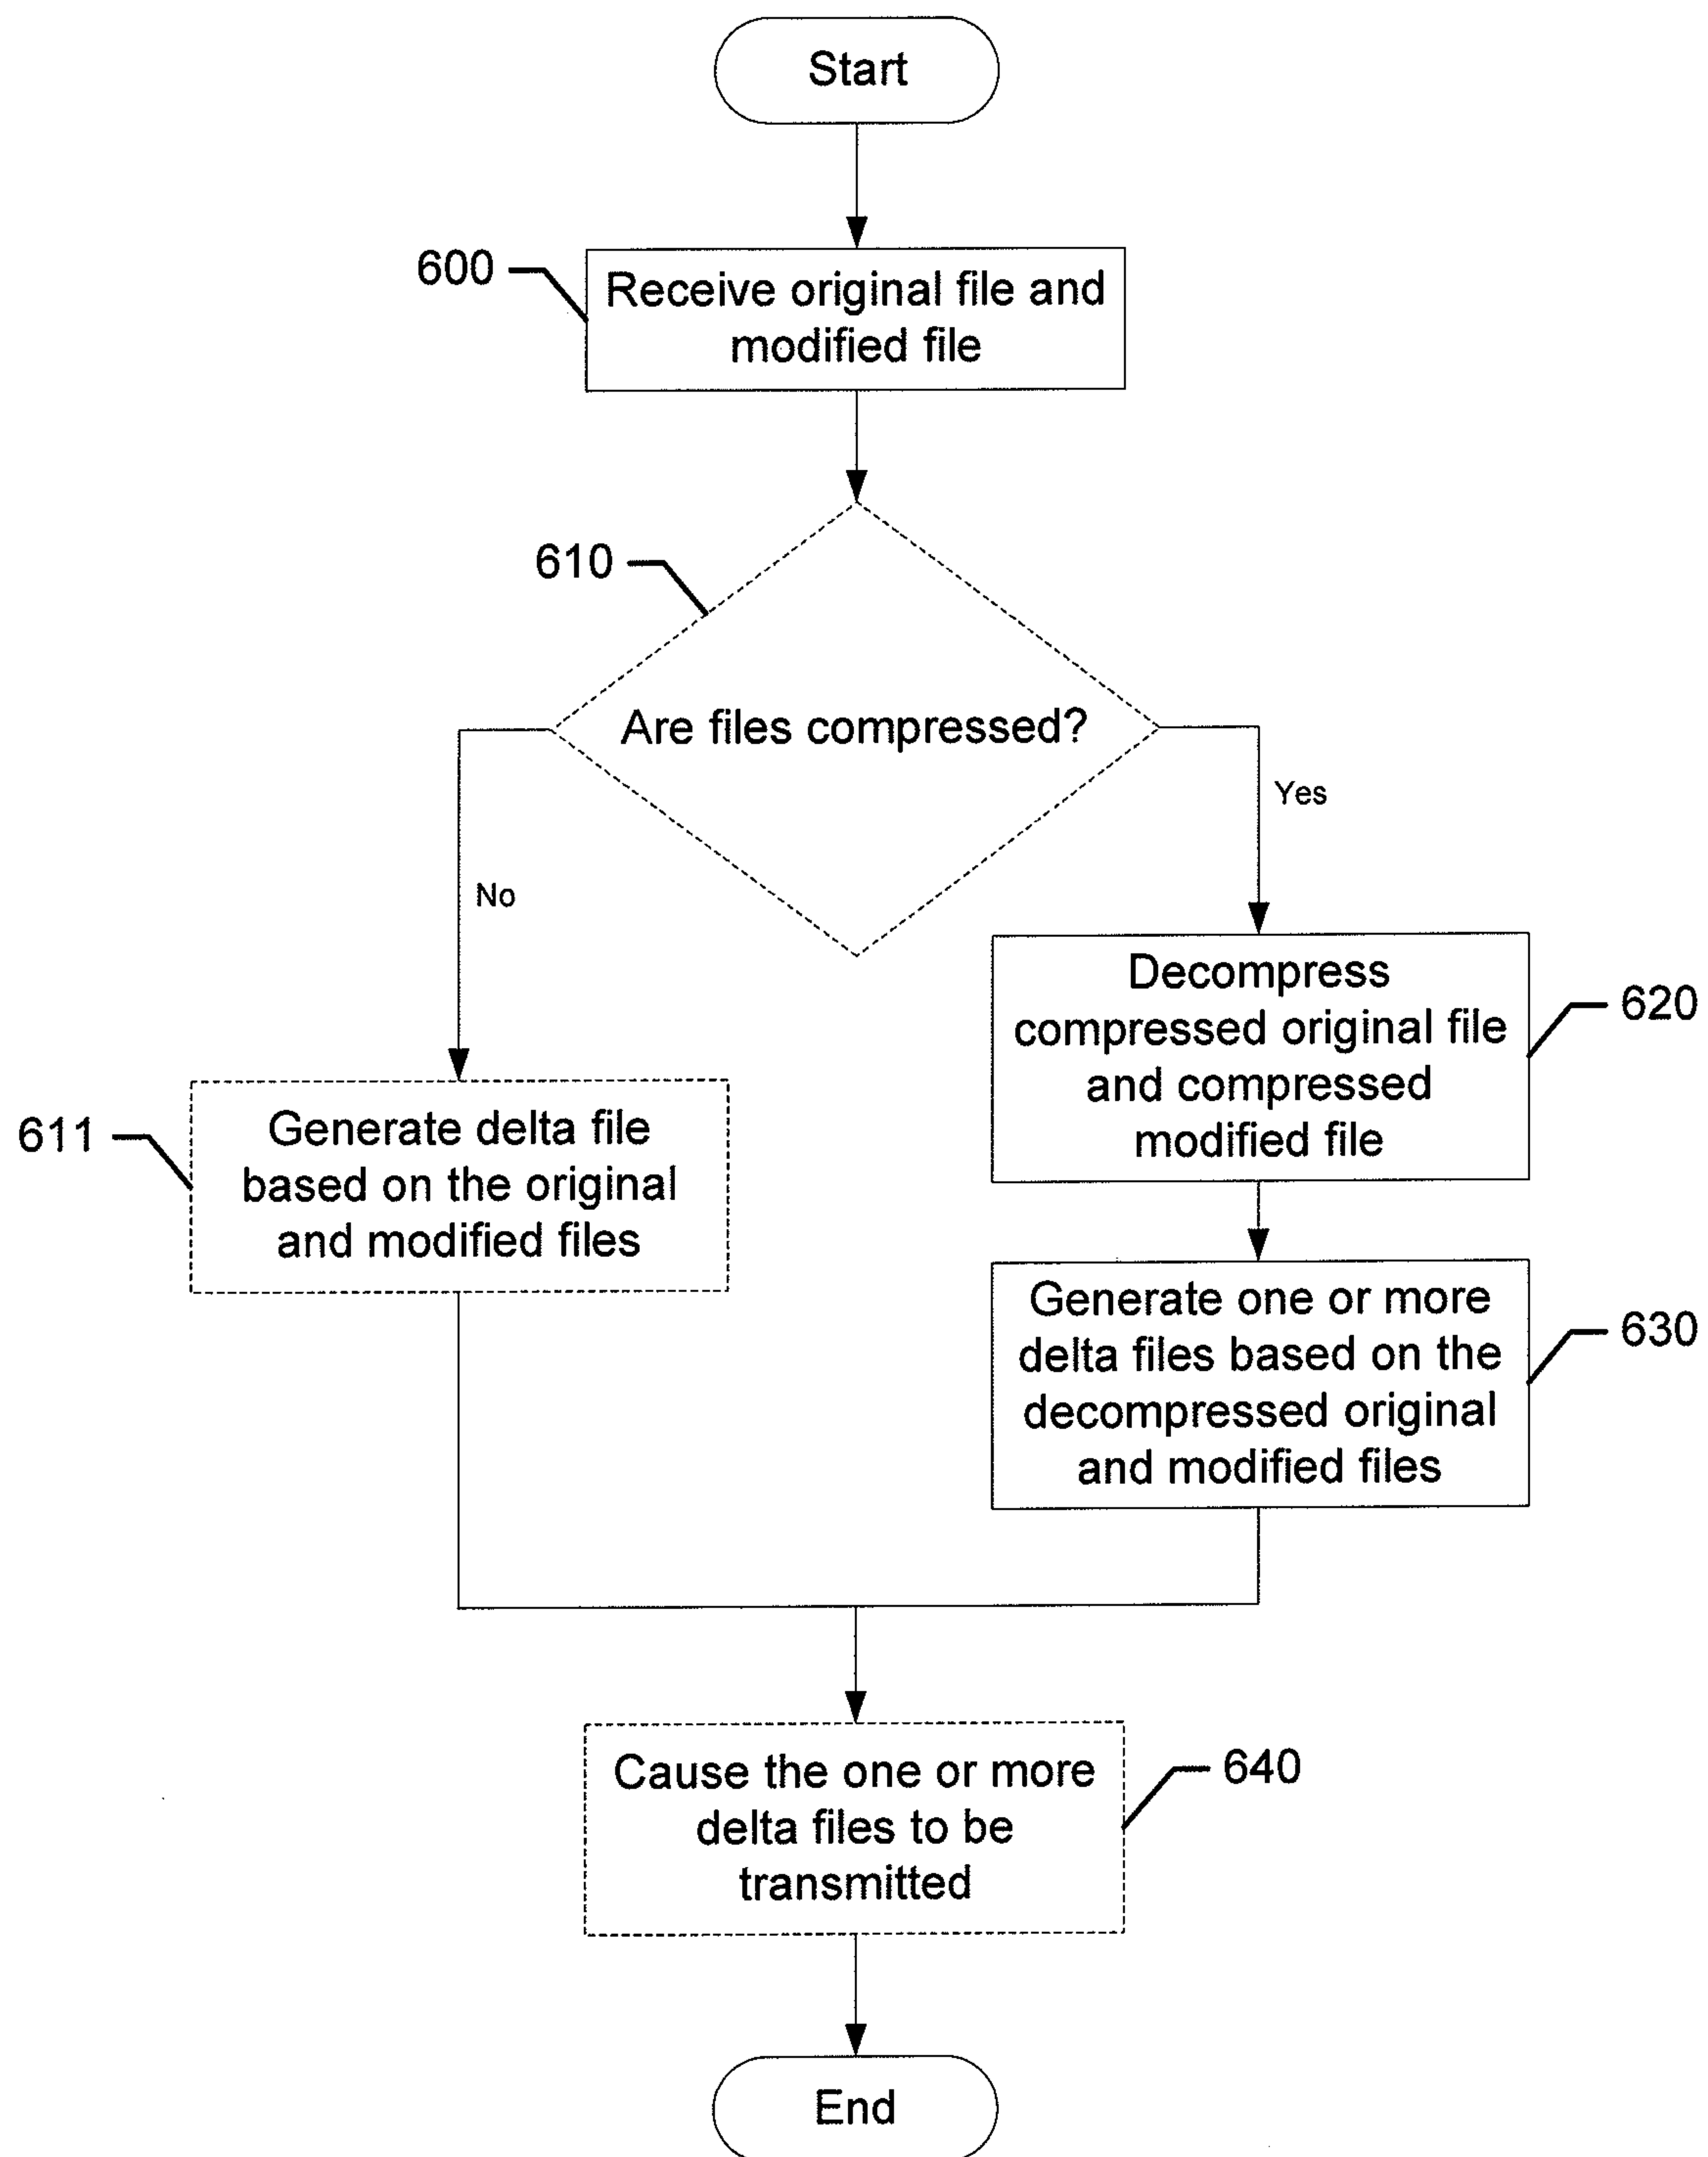 Start
600
Receive original file and
modified file
610
Are files compressed?
Yes
No
Decompress
compressed original file
and compressed
modified file
620
611
Generate delta file
based on the original
and modified files
Generate one or more
delta files based on the
decompressed original
and modified files
630
Cause the one or more
delta files to be
transmitted
640
End